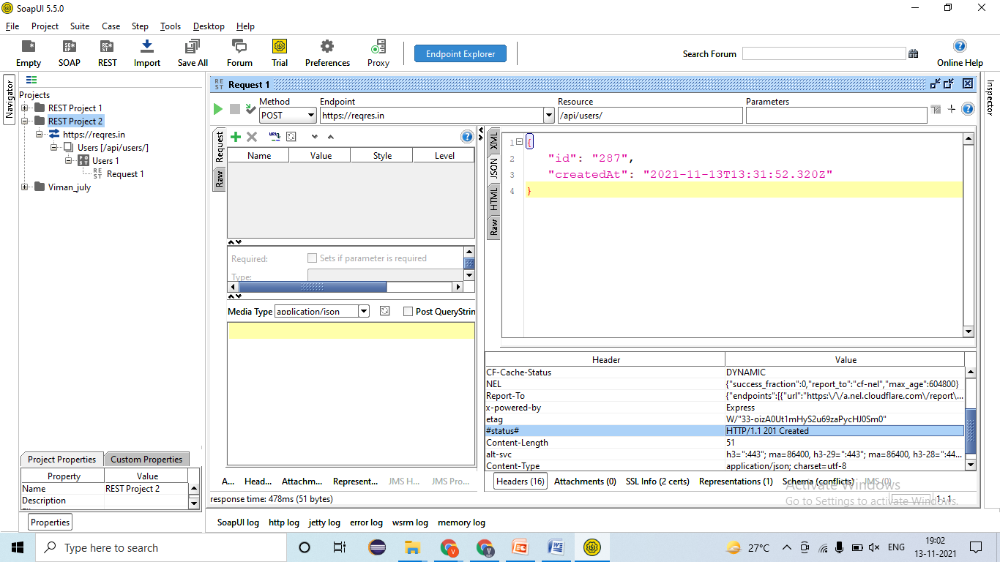 SoapUI 5.5.0
File Project Suite Case Step Tools Desktop Help
Empty SOAP REST Import Save All Forum Trial Preferences Proxy Endpoint Explorer Search Forum Online Help
Navigator
Projects
REST Project 1
REST Project 2
https://reqres.in
Users [/api/users/]
Users 1
Request 1
Viman_july
Project Properties Custom Properties
Property Value
Name REST Project 2
Description
Properties
Request 1
Method Endpoint Resource Parameters
POST https://reqres.in /api/users/
Request
Raw
Name Value Style Level
Required: Sets if parameter is required
Type:
Media Type application/json Post QueryStrin
A... Head... Attachm... Represent... JMS H... JMS Pro...
response time: 478ms (51 bytes)
XML
JSON
HTML
Raw
1 {
2 "id": "287",
3 "createdAt": "2021-11-13T13:31:52.320Z"
4 }
Header Value
CF-Cache-Status DYNAMIC
NEL {"success_fraction":0,"report_to":"cf-nel","max_age":604800}
Report-To {"endpoints":[{"url":"https:\/\/a.nel.cloudflare.com\/report\...
x-powered-by Express
etag W/"33-oizA0Ut1mHyS2u69zaPycHJ0Sm0"
#status# HTTP/1.1 201 Created
Content-Length 51
alt-svc h3=":443"; ma=86400, h3-29=":443"; ma=86400, h3-28=":44...
Content-Type application/json; charset=utf-8
Headers (16) Attachments (0) SSL Info (2 certs) Representations (1) Schema (conflicts) JMS (0)
Activate Windows
Go to Settings to activate Windows.
1 : 1
Inspector
SoapUI log http log jetty log error log wsrm log memory log
Type here to search
27°C ENG 19:02
13-11-2021